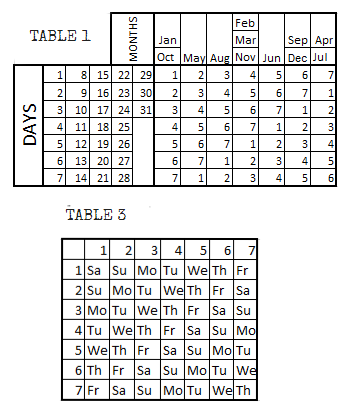 TABLE 1
MONTHS
Feb
Jan Mar Sep Apr
Oct May Aug Nov Jun Dec Jul
DAYS
1 8 15 22 29 1 2 3 4 5 6 7
2 9 16 23 30 2 3 4 5 6 7 1
3 10 17 24 31 3 4 5 6 7 1 2
4 11 18 25 4 5 6 7 1 2 3
5 12 19 26 5 6 7 1 2 3 4
6 13 20 27 6 7 1 2 3 4 5
7 14 21 28 7 1 2 3 4 5 6
TABLE 3
1 2 3 4 5 6 7
1 Sa Su Mo Tu We Th Fr
2 Su Mo Tu We Th Fr Sa
3 Mo Tu We Th Fr Sa Su
4 Tu We Th Fr Sa Su Mo
5 We Th Fr Sa Su Mo Tu
6 Th Fr Sa Su Mo Tu We
7 Fr Sa Su Mo Tu We Th